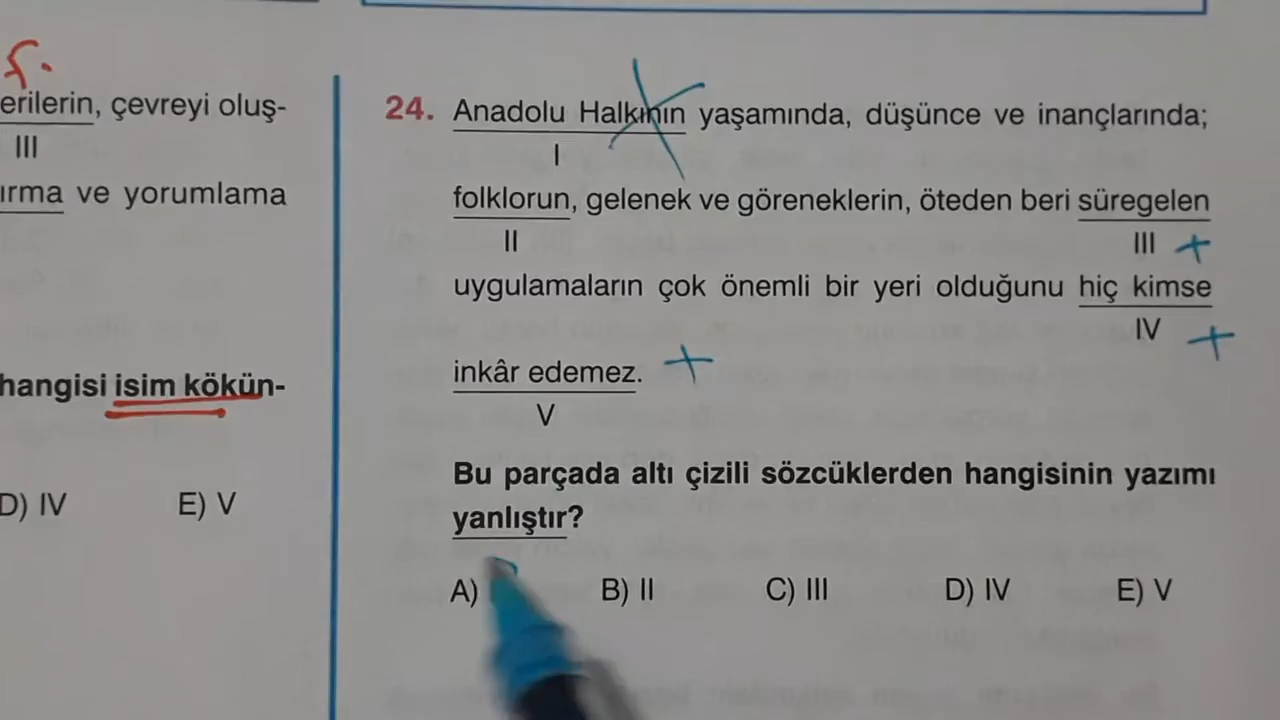 erilerin, çevreyi oluş-
III
ırma ve yorumlama
hangisi isim kökün-
D) IV E) V
24. Anadolu Halkının yaşamında, düşünce ve inançlarında;
I
folklorun, gelenek ve göreneklerin, öteden beri süregelen
II III
uygulamaların çok önemli bir yeri olduğunu hiç kimse
IV
inkâr edemez.
V
Bu parçada altı çizili sözcüklerden hangisinin yazımı
yanlıştır?
A) B) II C) III D) IV E) V